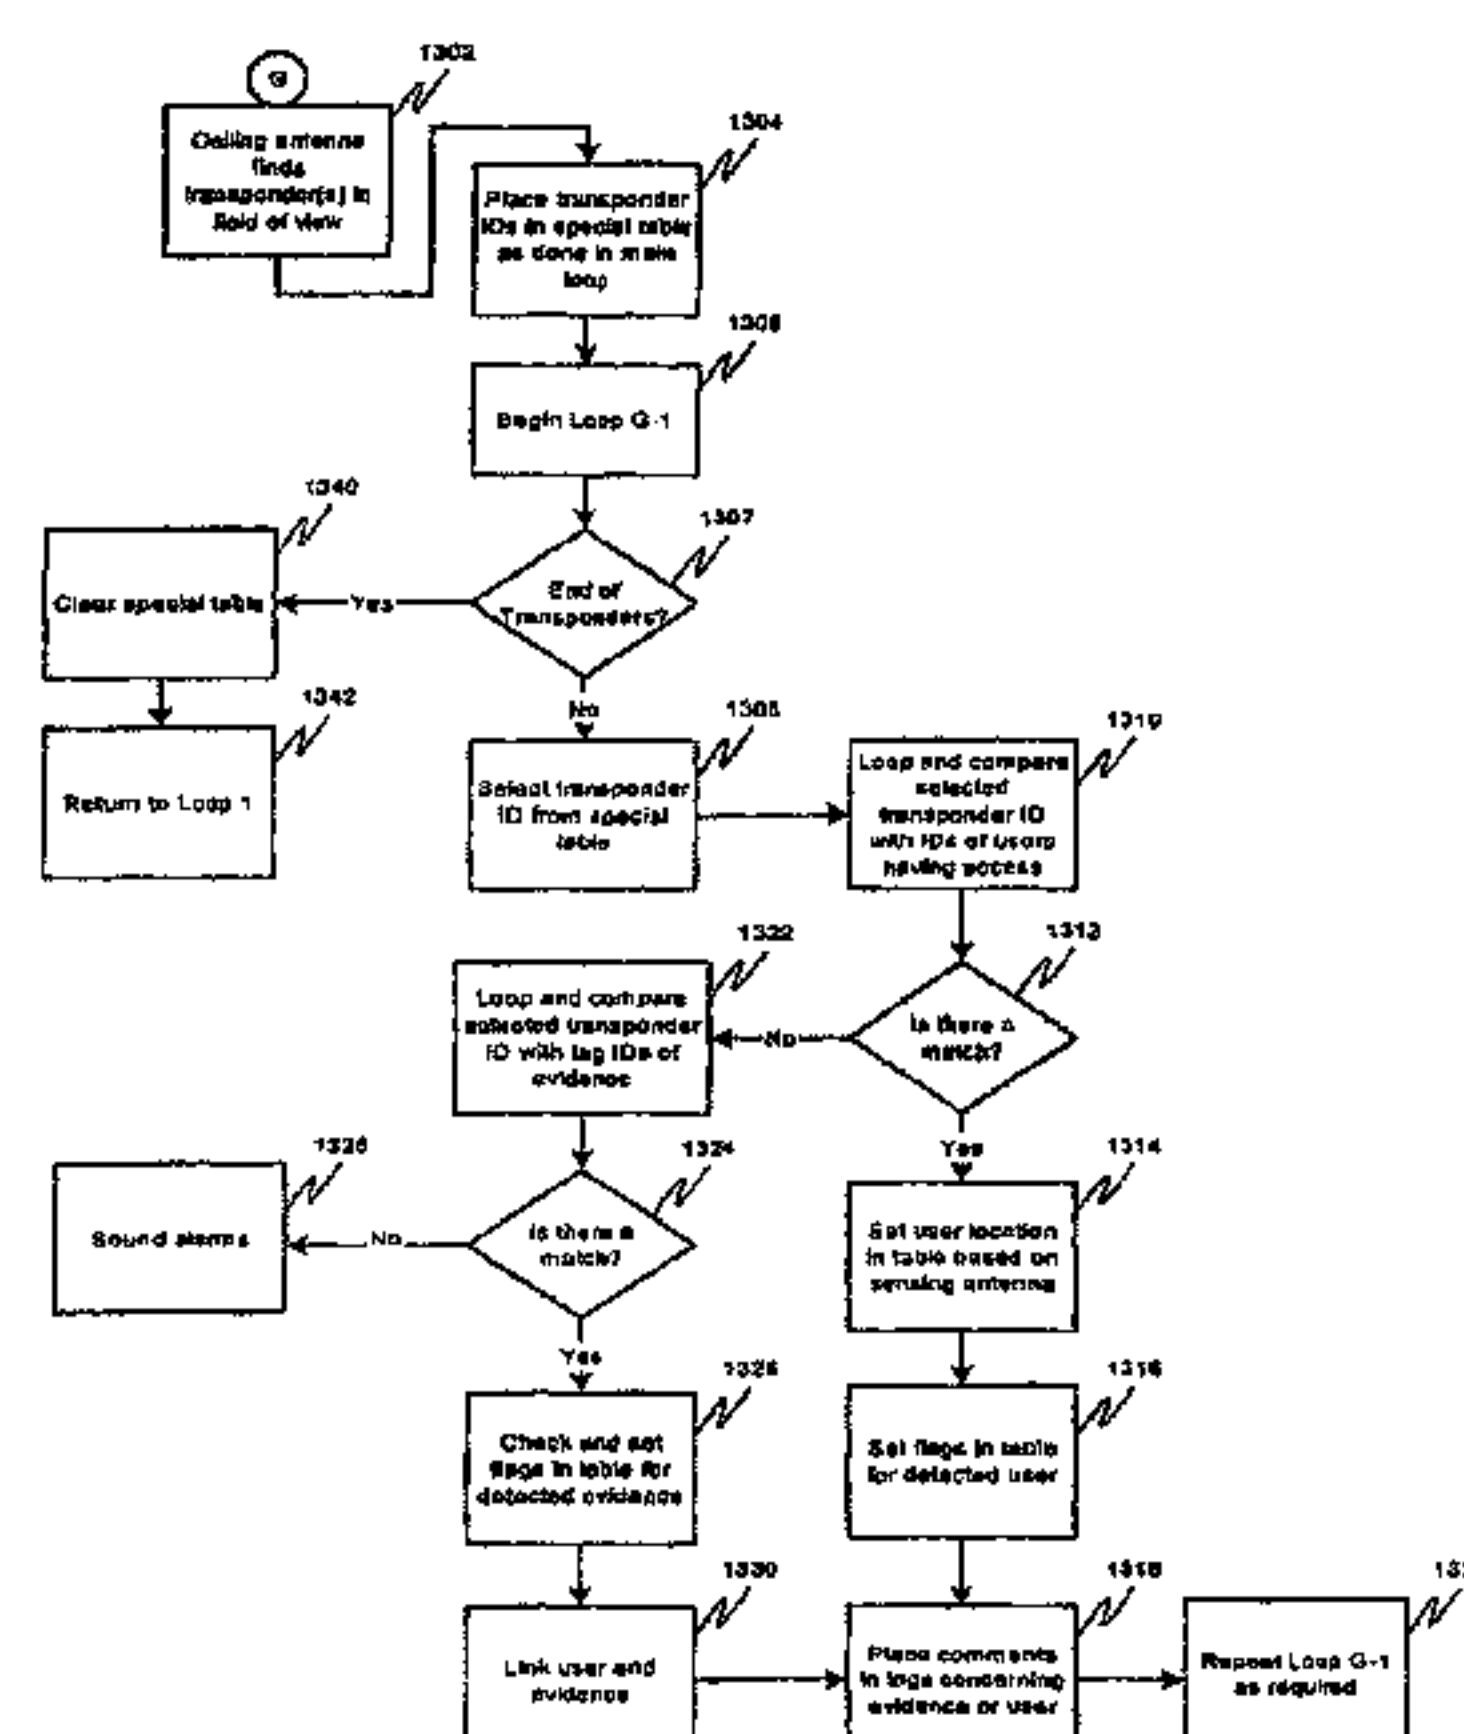 1302
G
Ceiling antenna
finds
transponder(s) in
field of view
1304
Place transponder
IDs in special table
as done in main
loop
Begin Loop G-1
1340
1307
Clear special table
Yes
End of
Transponders?
No
1342
Return to Loop 1
Select transponder
ID from special
table
1310
Loop and compare
selected
transponder ID
with IDs of users
having access
1322
Loop and compare
selected transponder
ID with tag IDs of
evidence
No
Is there a
match?
Yes
1324
1314
Sound alarms
No
Is there a
match?
Yes
Set user location
in table based on
sensing antenna
1316
Check and set
flags in table for
detected evidence
Set flags in table
for detected user
1330
1318
Link user and
evidence
Place comments
in logs concerning
evidence or user
Repeat Loop G-1
as required